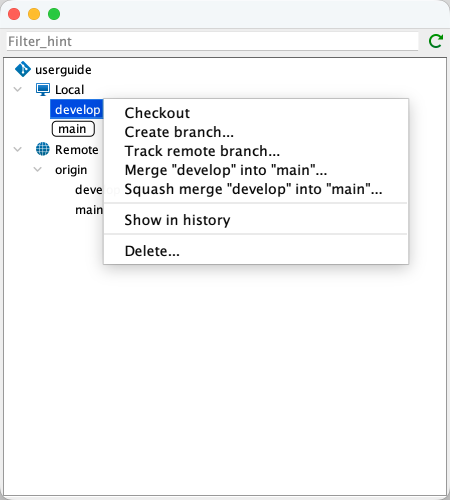 Filter_hint
userguide
Local
develop
main
Remote
origin
main
Checkout
Create branch...
Track remote branch...
Merge "develop" into "main"...
Squash merge "develop" into "main"...
Show in history
Delete...